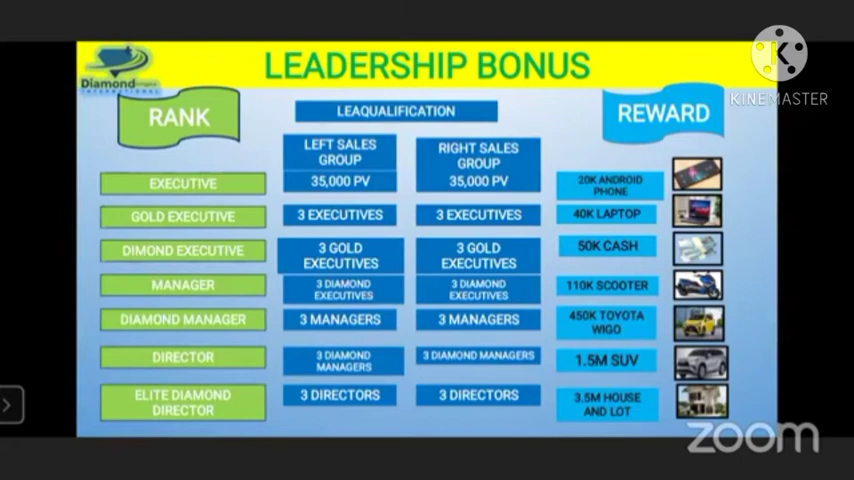 LEADERSHIP BONUS
KINEMASTER
Diamond
INTERNATIONAL
RANK
LEAQUALIFICATION
REWARD
LEFT SALES
GROUP
RIGHT SALES
GROUP
EXECUTIVE
35,000 PV
35,000 PV
20K ANDROID
PHONE
GOLD EXECUTIVE
3 EXECUTIVES
3 EXECUTIVES
40K LAPTOP
DIMOND EXECUTIVE
3 GOLD
EXECUTIVES
3 GOLD
EXECUTIVES
50K CASH
MANAGER
3 DIAMOND
EXECUTIVES
3 DIAMOND
EXECUTIVES
110K SCOOTER
DIAMOND MANAGER
3 MANAGERS
3 MANAGERS
450K TOYOTA
WIGO
DIRECTOR
3 DIAMOND
MANAGERS
3 DIAMOND MANAGERS
1.5M SUV
ELITE DIAMOND
DIRECTOR
3 DIRECTORS
3 DIRECTORS
3.5M HOUSE
AND LOT
zoom